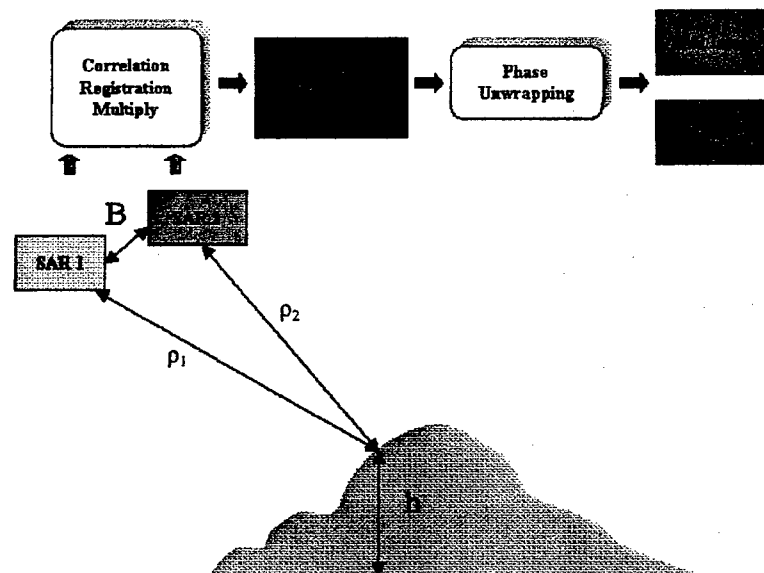 Correlation
Registration
Multiply
Phase
Unwrapping
B
SAR 1
ρ₂
ρ₁
h